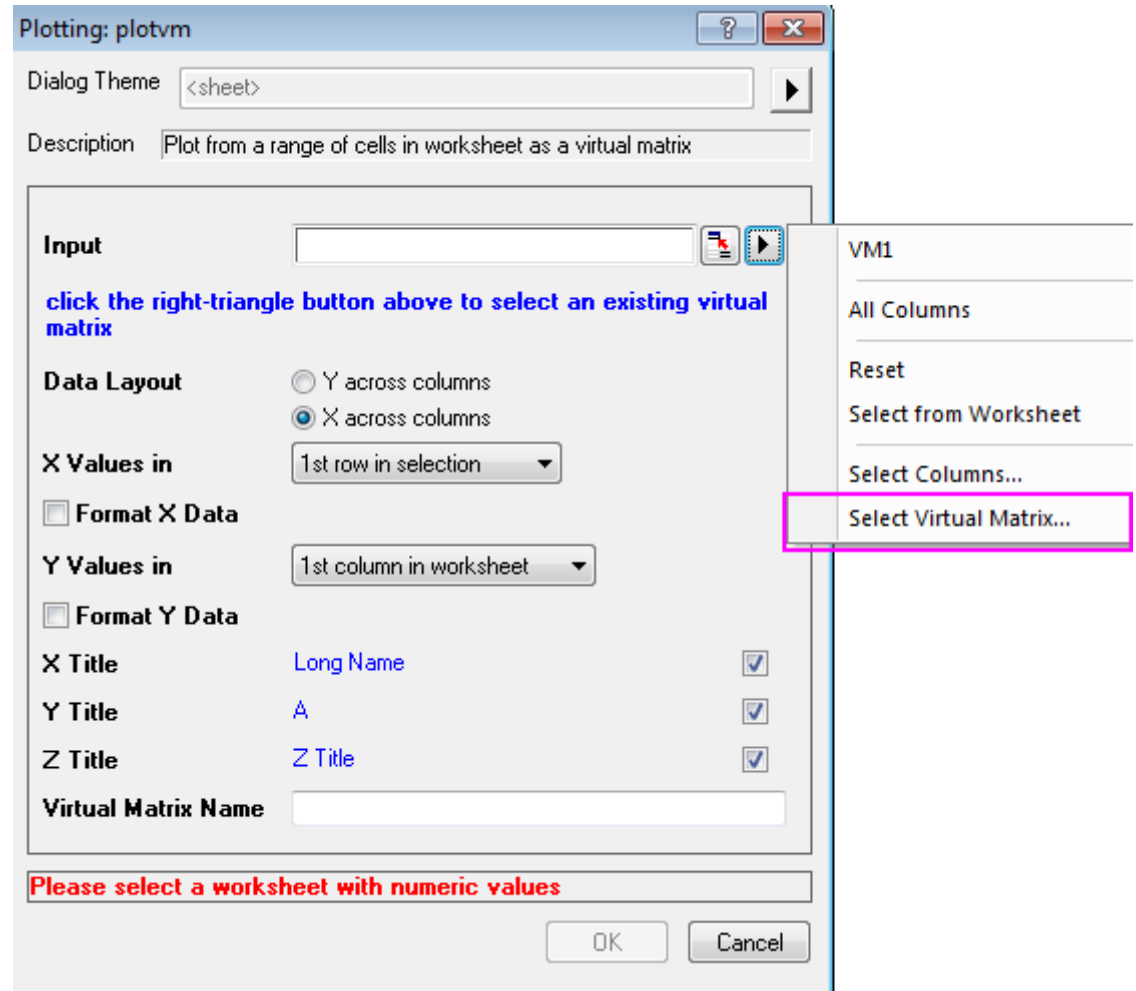 Plotting: plotvm
?
Dialog Theme <sheet>
Description Plot from a range of cells in worksheet as a virtual matrix
Input
click the right-triangle button above to select an existing virtual
matrix
Data Layout Y across columns
X across columns
X Values in 1st row in selection
Format X Data
Y Values in 1st column in worksheet
Format Y Data
X Title Long Name
Y Title A
Z Title Z Title
Virtual Matrix Name
Please select a worksheet with numeric values
OK Cancel
VM1
All Columns
Reset
Select from Worksheet
Select Columns...
Select Virtual Matrix...